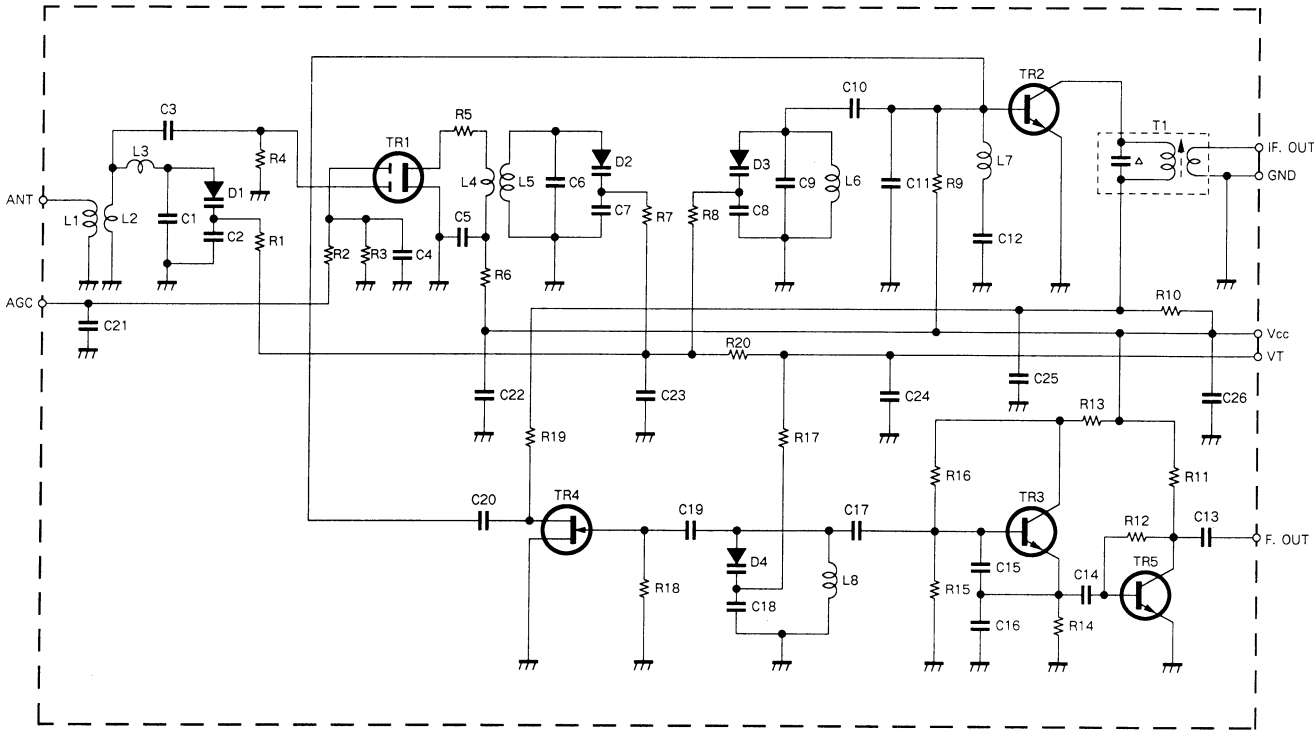 TR2
C10
C3
R5
T1
TR1
IF. OUT
L3
R4
D2
D3
L7
Δ
GND
D1
L4
L5
C6
C9
L6
C11
R9
ANT
L1
L2
C1
C2
R1
C5
C7
R7
R8
C8
C12
R2
R3
C4
R6
AGC
R10
C21
Vcc
R20
VT
C25
C22
C23
C24
R13
C26
R19
R17
R16
R11
C20
TR4
C19
C17
TR3
R12
C13
F. OUT
D4
C15
C14
TR5
R18
C18
L8
R15
C16
R14